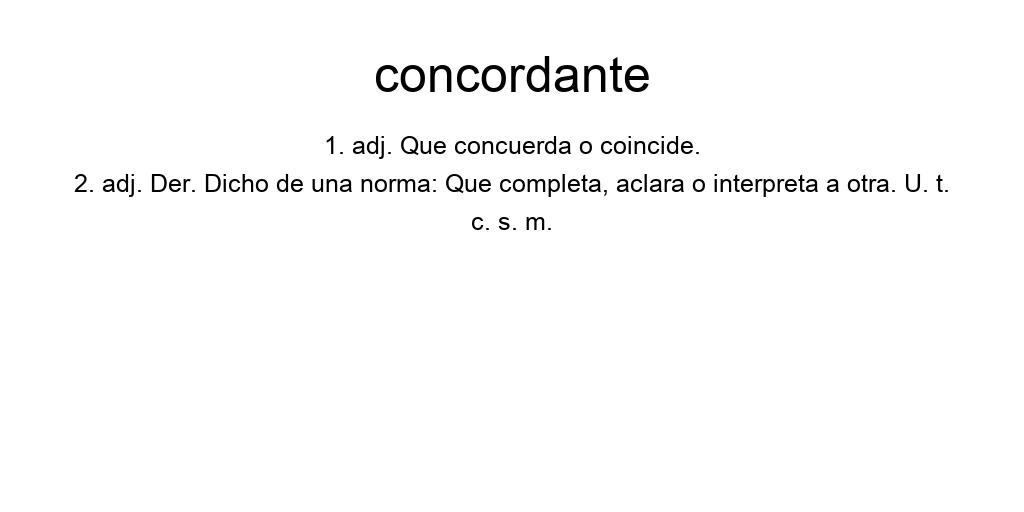 concordante
1. adj. Que concuerda o coincide.
2. adj. Der. Dicho de una norma: Que completa, aclara o interpreta a otra. U. t.
c. s. m.